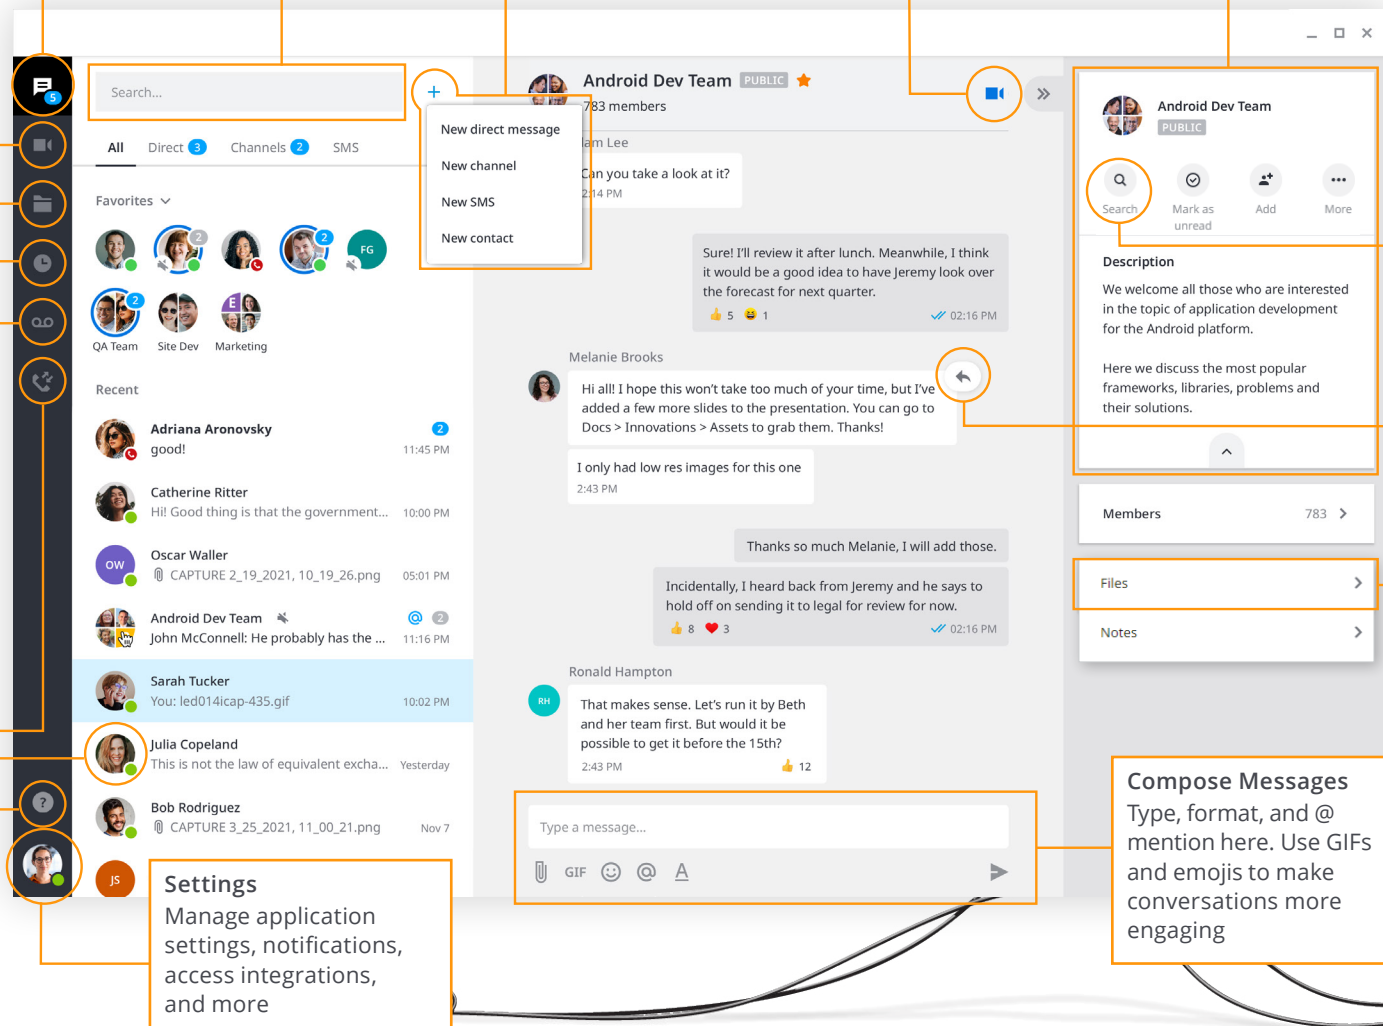 5
Search...
+
All Direct 3 Channels 2 SMS
Favorites
2
2
FG
2
E
QA Team Site Dev Marketing
Recent
Adriana Aronovsky 2
good! 11:45 PM
Catherine Ritter
Hi! Good thing is that the government... 10:00 PM
OW
Oscar Waller
CAPTURE 2_19_2021, 10_19_26.png 05:01 PM
Android Dev Team @ 2
John McConnell: He probably has the ... 11:16 PM
Sarah Tucker
You: led014icap-435.gif 10:02 PM
Julia Copeland
This is not the law of equivalent excha... Yesterday
Bob Rodriguez
CAPTURE 3_25_2021, 11_00_21.png Nov 7
JS
?
New direct message
New channel
New SMS
New contact
Android Dev Team PUBLIC
783 members
am Lee
Can you take a look at it?
2:14 PM
Sure! I'll review it after lunch. Meanwhile, I think
it would be a good idea to have Jeremy look over
the forecast for next quarter.
👍 5 😆 1 02:16 PM
Melanie Brooks
Hi all! I hope this won't take too much of your time, but I've
added a few more slides to the presentation. You can go to
Docs > Innovations > Assets to grab them. Thanks!
I only had low res images for this one
2:43 PM
Thanks so much Melanie, I will add those.
Incidentally, I heard back from Jeremy and he says to
hold off on sending it to legal for review for now.
👍 8 ❤️ 3 02:16 PM
Ronald Hampton
RH
That makes sense. Let's run it by Beth
and her team first. But would it be
possible to get it before the 15th?
2:43 PM 👍 12
Type a message...
GIF @ A
Android Dev Team
PUBLIC
Search Mark as Add More
unread
Description
We welcome all those who are interested
in the topic of application development
for the Android platform.
Here we discuss the most popular
frameworks, libraries, problems and
their solutions.
Members 783
Files
Notes
Settings
Manage application
settings, notifications,
access integrations,
and more
Compose Messages
Type, format, and @
mention here. Use GIFs
and emojis to make
conversations more
engaging